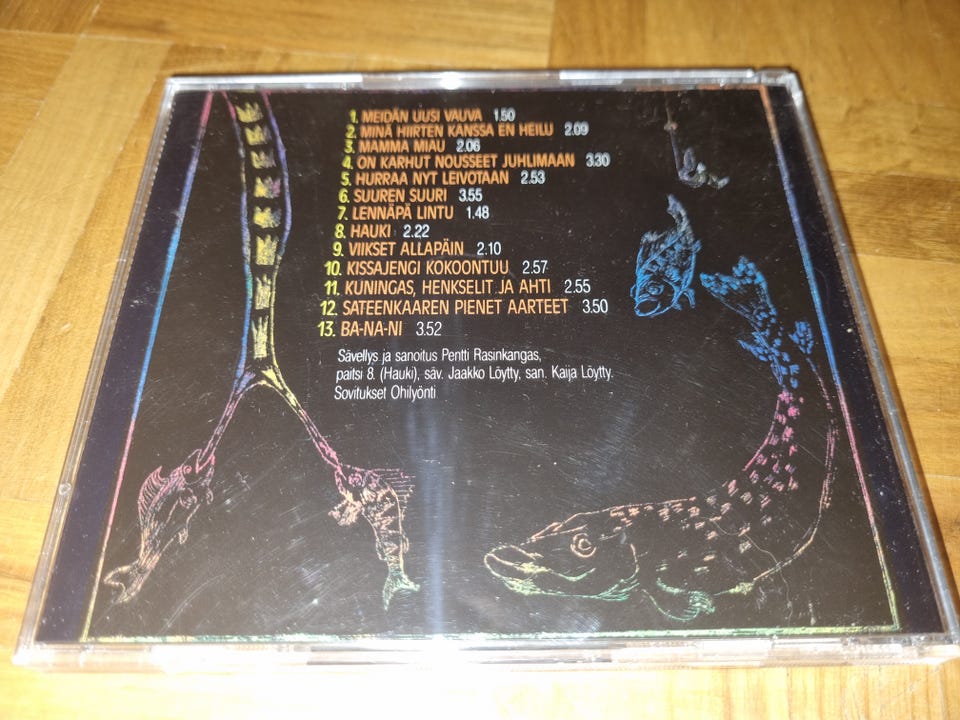 1. MEIDÄN UUSI VAUVA 1.50
2. MINÄ HIIRTEN KANSSA EN HEILU 2.09
3. MAMMA MIAU 2.06
4. ON KARHUT NOUSSEET JUHLIMAAN 3.30
5. HURRAA NYT LEIVOTAAN 2.53
6. SUUREN SUURI 3.55
7. LENNÄPÄ LINTU 1.48
8. HAUKI 2.22
9. VIIKSET ALLAPÄIN 2.10
10. KISSAJENGI KOKOONTUU 2.57
11. KUNINGAS, HENKSELIT JA AHTI 2.55
12. SATEENKAAREN PIENET AARTEET 3.50
13. BA-NA-NI 3.52
Sävellys ja sanoitus Pentti Rasinkangas,
paitsi 8. (Hauki), säv. Jaakko Löytty, san. Kaija Löytty.
Sovitukset Ohilyönti